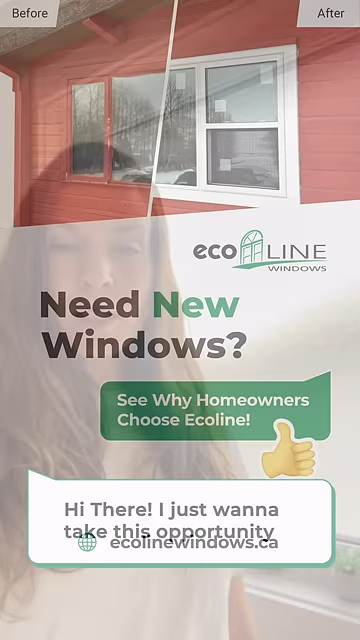 Before
After
ecoLINE
WINDOWS
Need New
Windows?
See Why Homeowners
Choose Ecoline!
Hi There! I just wanna
take this opportunity
ecolinewindows.ca